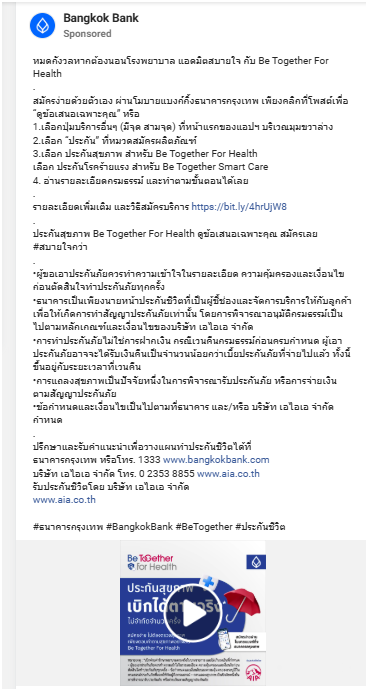 Bangkok Bank
Sponsored
หมดกังวลหากต้องนอนโรงพยาบาล แอดมิตสบายใจ กับ Be Together For
Health
.
สมัครง่ายด้วยตัวเอง ผ่านโมบายแบงก์กิ้งธนาคารกรุงเทพ เพียงคลิกที่โพสต์เพื่อ
"ดูข้อเสนอเฉพาะคุณ" หรือ
1.เลือกปุ่มบริการอื่นๆ (มีจุด สามจุด) ที่หน้าแรกของแอปฯ บริเวณมุมขวาล่าง
2.เลือก "ประกัน" ที่หมวดสมัครผลิตภัณฑ์
3.เลือก ประกันสุขภาพ สำหรับ Be Together For Health
เลือก ประกันโรคร้ายแรง สำหรับ Be Together Smart Care
4. อ่านรายละเอียดกรมธรรม์ และทำตามขั้นตอนได้เลย
.
รายละเอียดเพิ่มเติม และวิธีสมัครบริการ https://bit.ly/4hrUjW8
.
ประกันสุขภาพ Be Together For Health ดูข้อเสนอเฉพาะคุณ สมัครเลย
#สบายใจกว่า
.
•ผู้ขอเอาประกันภัยควรทำความเข้าใจในรายละเอียด ความคุ้มครองและเงื่อนไข
ก่อนตัดสินใจทำประกันภัยทุกครั้ง
•ธนาคารเป็นเพียงนายหน้าประกันชีวิตที่เป็นผู้ชี้ช่องและจัดการบริการให้กับลูกค้า
เพื่อให้เกิดการทำสัญญาประกันภัยเท่านั้น โดยการพิจารณาอนุมัติกรมธรรม์เป็น
ไปตามหลักเกณฑ์และเงื่อนไขของบริษัท เอไอเอ จำกัด
•การทำประกันภัยไม่ใช่การฝากเงิน กรณีเวนคืนกรมธรรม์ก่อนครบกำหนด ผู้เอา
ประกันภัยอาจจะได้รับเงินคืนเป็นจำนวนน้อยกว่าเบี้ยประกันภัยที่จ่ายไปแล้ว ทั้งนี้
ขึ้นอยู่กับระยะเวลาที่เวนคืน
•การแถลงสุขภาพเป็นปัจจัยหนึ่งในการพิจารณารับประกันภัย หรือการจ่ายเงิน
ตามสัญญาประกันภัย
•ข้อกำหนดและเงื่อนไขเป็นไปตามที่ธนาคาร และ/หรือ บริษัท เอไอเอ จำกัด
กำหนด
.
ปรึกษาและรับคำแนะนำเพื่อวางแผนทำประกันชีวิตได้ที่
ธนาคารกรุงเทพ หรือโทร. 1333 www.bangkokbank.com
บริษัท เอไอเอ จำกัด โทร. 0 2353 8855 www.aia.co.th
รับประกันชีวิตโดย บริษัท เอไอเอ จำกัด
www.aia.co.th
#ธนาคารกรุงเทพ #BangkokBank #BeTogether #ประกันชีวิต
Be ToGether
for Health
ประกันสุขภาพ
เบิกได้ตามจริง*
ไม่จำกัดจำนวนครั้ง
Be Together For Health